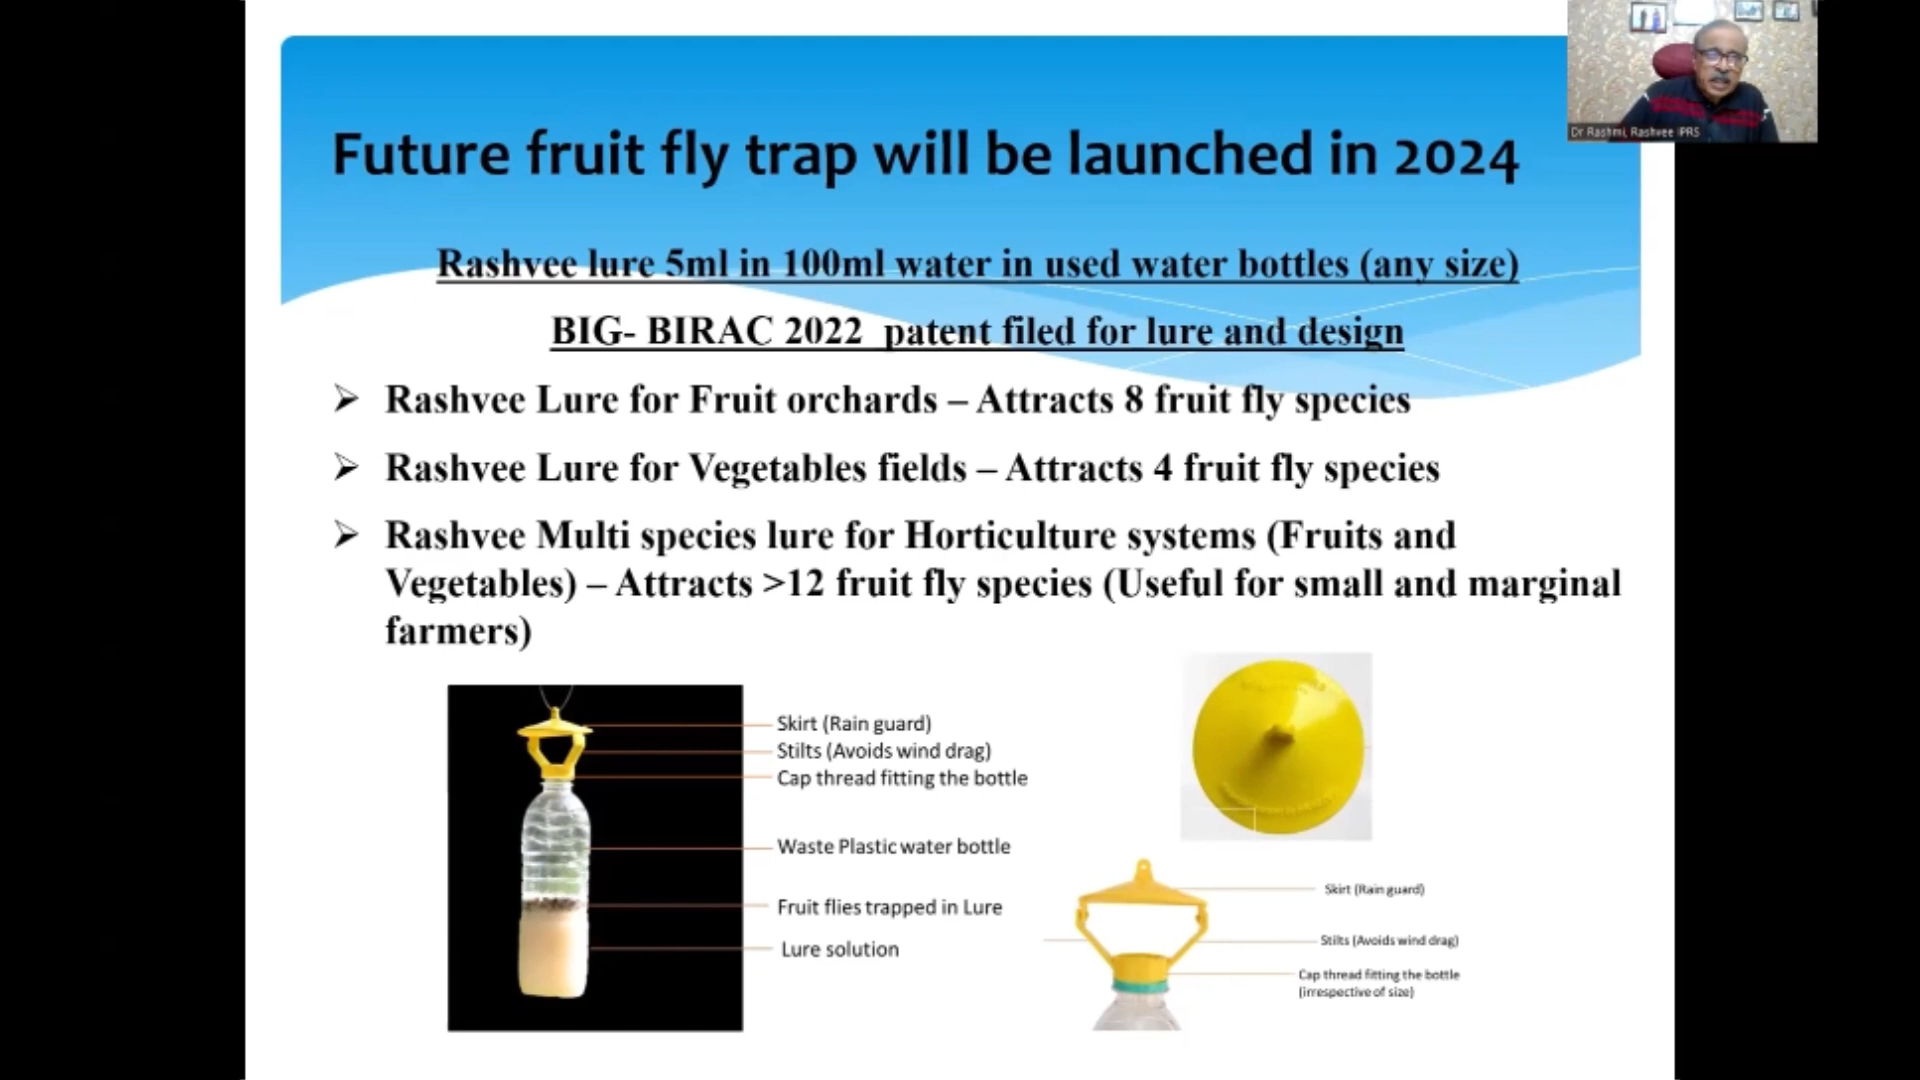 Dr Rashmi, Rashvee IPRS
Future fruit fly trap will be launched in 2024
Rashvee lure 5ml in 100ml water in used water bottles (any size)
BIG- BIRAC 2022 patent filed for lure and design
➢ Rashvee Lure for Fruit orchards – Attracts 8 fruit fly species
➢ Rashvee Lure for Vegetables fields – Attracts 4 fruit fly species
➢ Rashvee Multi species lure for Horticulture systems (Fruits and
Vegetables) – Attracts >12 fruit fly species (Useful for small and marginal
farmers)
Skirt (Rain guard)
Stilts (Avoids wind drag)
Cap thread fitting the bottle
Waste Plastic water bottle
Fruit flies trapped in Lure
Lure solution
Skirt (Rain guard)
Stilts (Avoids wind drag)
Cap thread fitting the bottle
(irrespective of size)